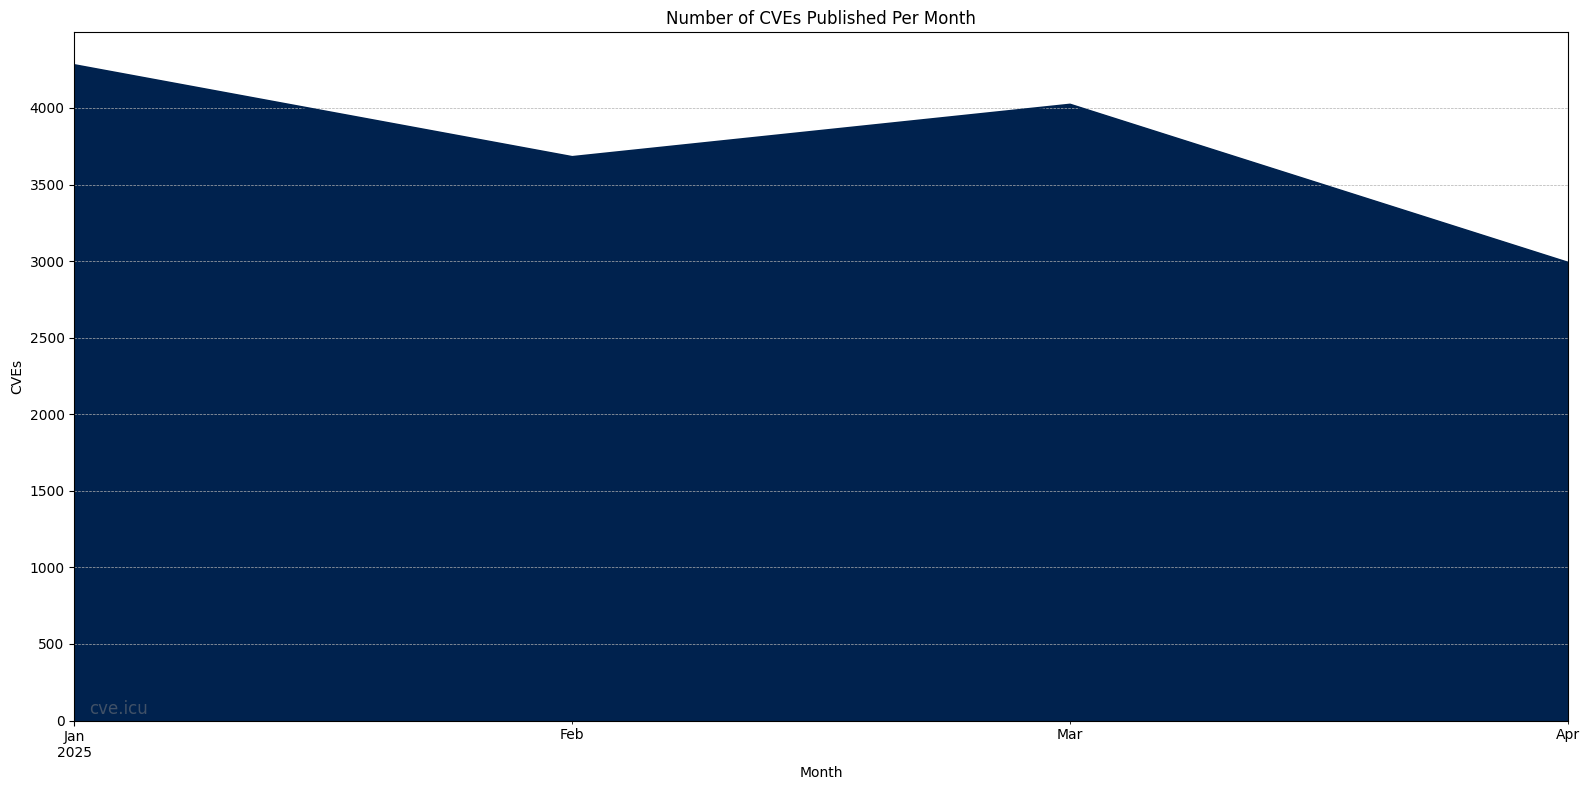 Number of CVEs Published Per Month
4000
3500
3000
2500
2000
1500
1000
500
0
CVEs
cve.icu
Jan
2025
Feb
Mar
Apr
Month